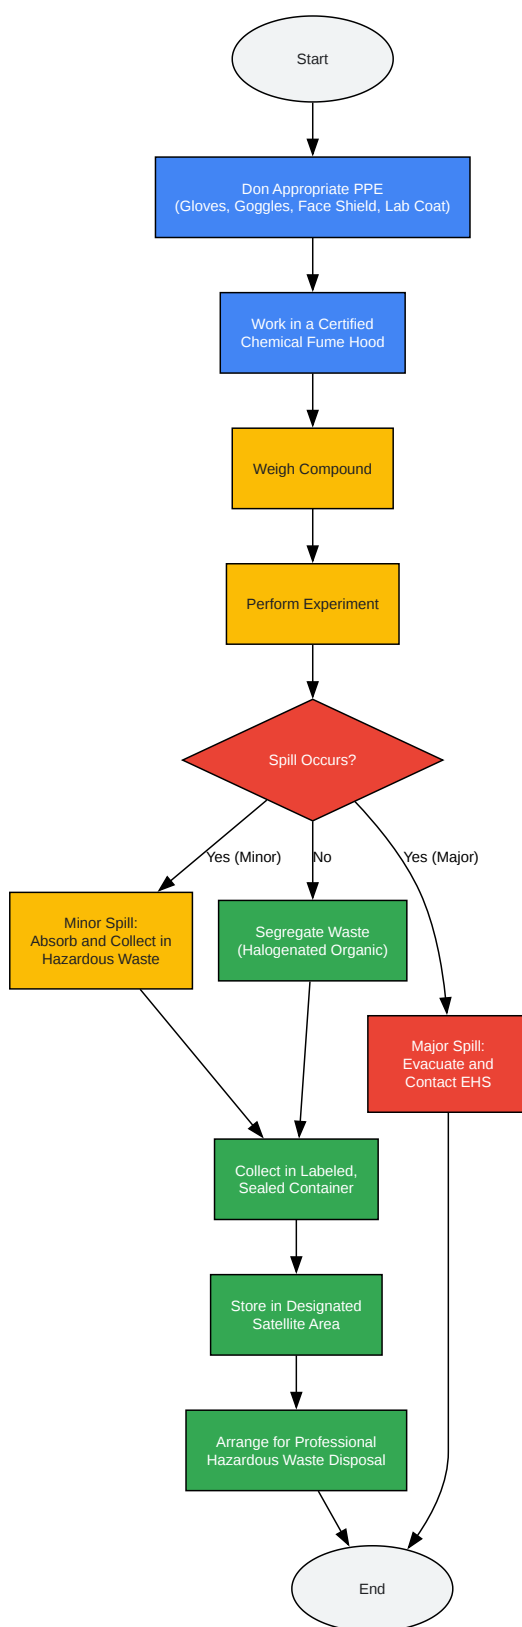 Start
Don Appropriate PPE
(Gloves, Goggles, Face Shield, Lab Coat)
Work in a Certified
Chemical Fume Hood
Weigh Compound
Perform Experiment
Spill Occurs?
Yes (Minor)
No
Yes (Major)
Minor Spill:
Absorb and Collect in
Hazardous Waste
Segregate Waste
(Halogenated Organic)
Major Spill:
Evacuate and
Contact EHS
Collect in Labeled,
Sealed Container
Store in Designated
Satellite Area
Arrange for Professional
Hazardous Waste Disposal
End